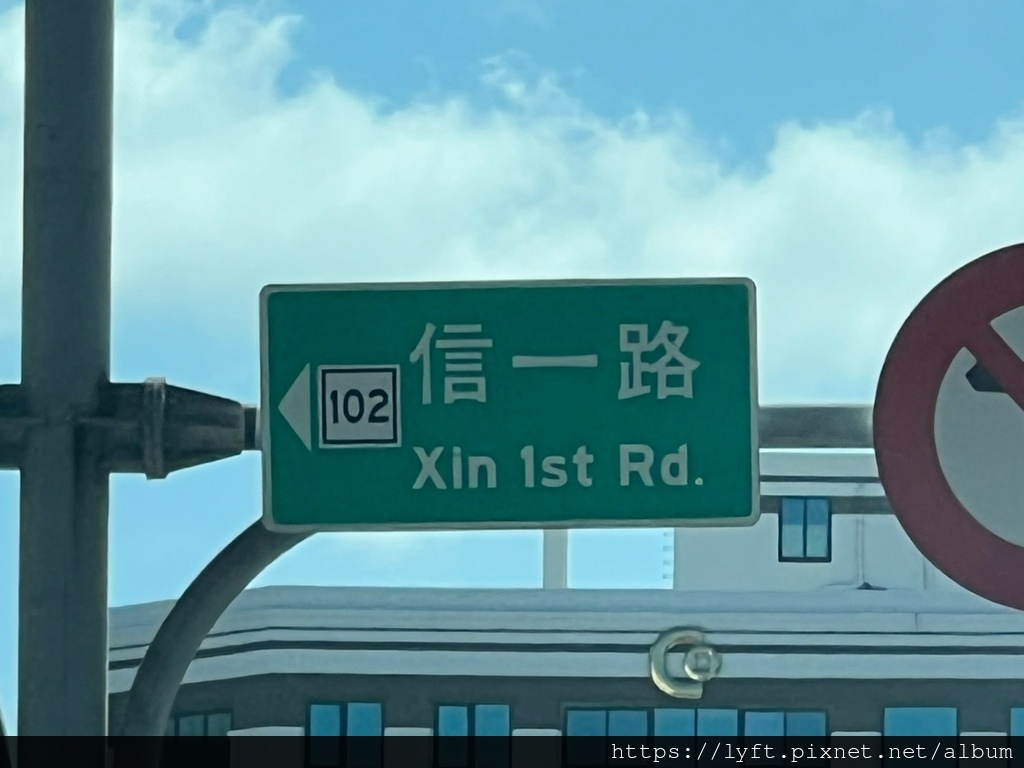 信一路
102
Xin 1st Rd.
https://lyft.pixnet.net/album